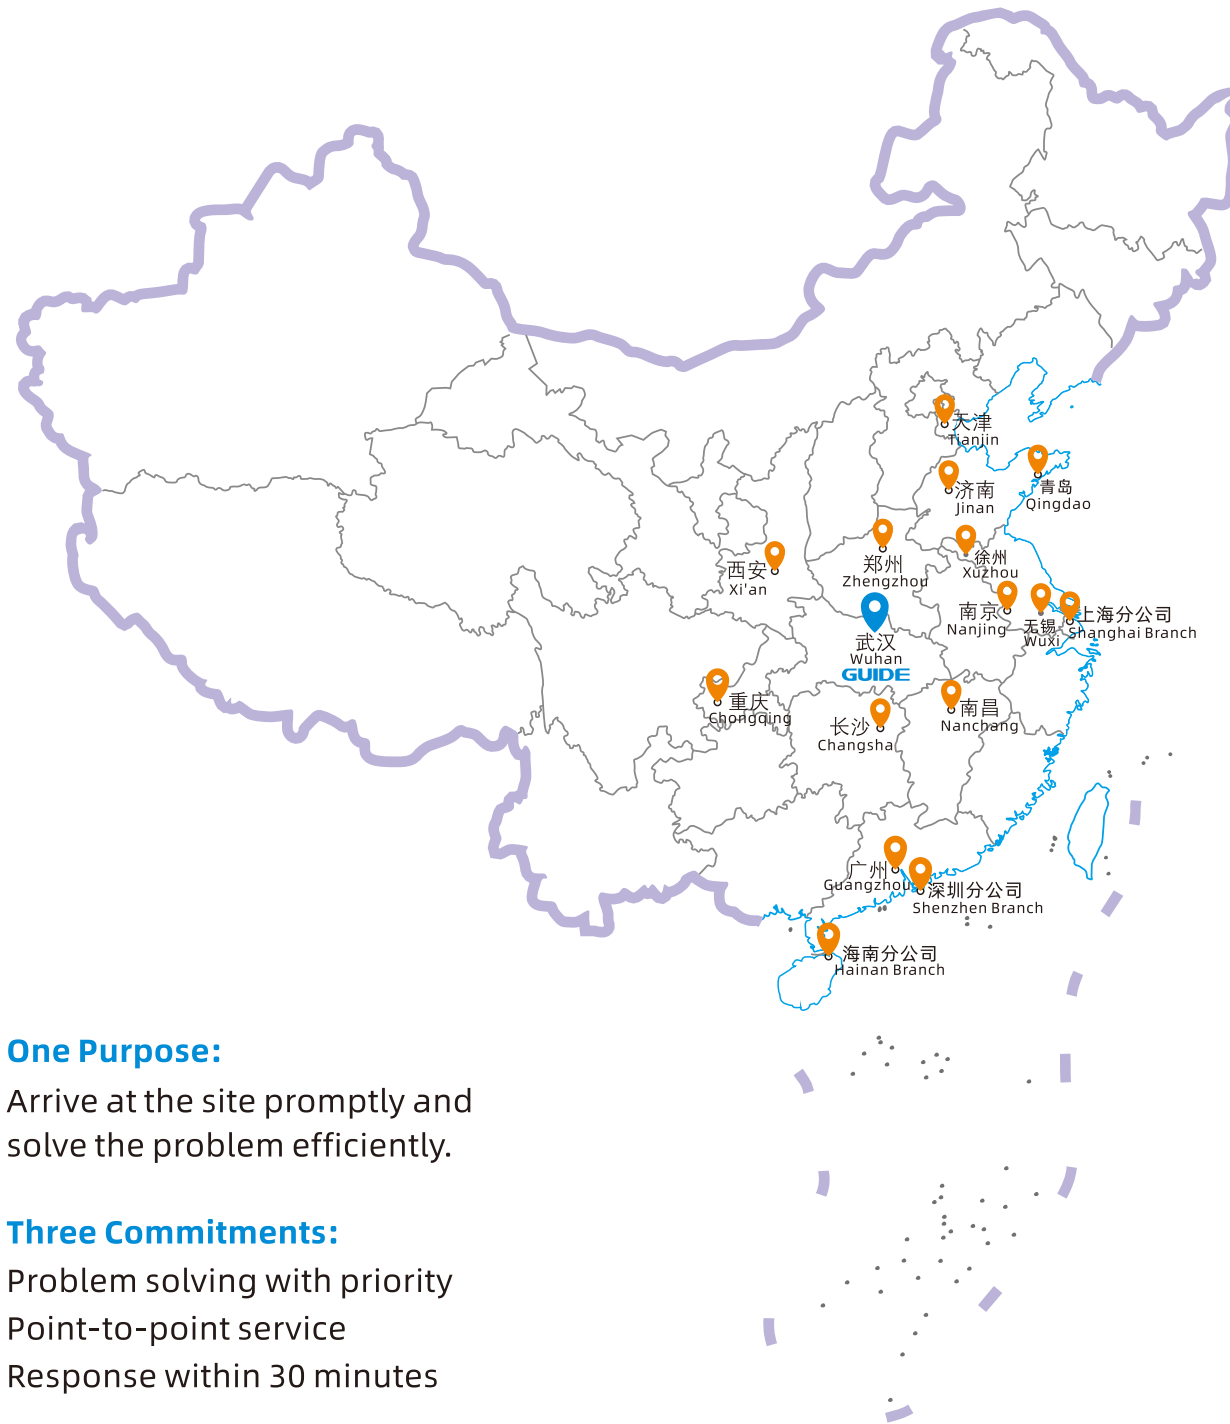 天津
Tianjin
青岛
Qingdao
济南
Jinan
郑州
Zhengzhou
徐州
Xuzhou
西安
Xi'an
南京
Nanjing
无锡
Wuxi
上海分公司
Shanghai Branch
武汉
Wuhan
GUIDE
重庆
Chongqing
长沙
Changsha
南昌
Nanchang
广州
Guangzhou
深圳分公司
Shenzhen Branch
海南分公司
Hainan Branch
One Purpose:
Arrive at the site promptly and
solve the problem efficiently.
Three Commitments:
Problem solving with priority
Point-to-point service
Response within 30 minutes